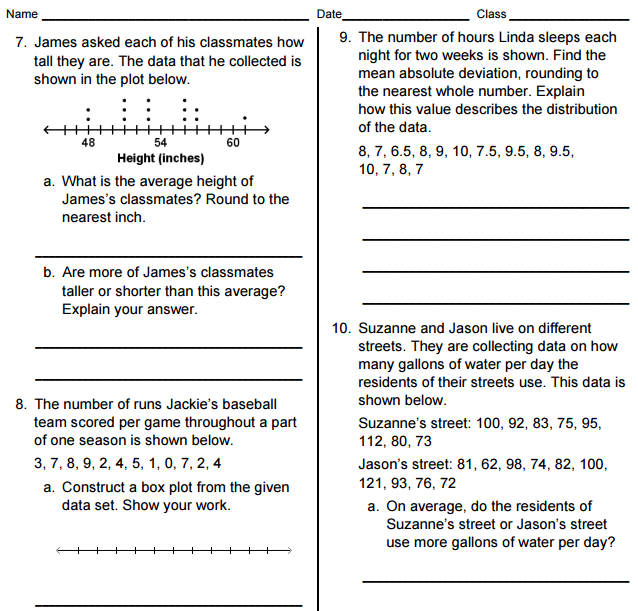 Name Date Class
7. James asked each of his classmates how
tall they are. The data that he collected is
shown in the plot below.
48 54 60
Height (inches)
a. What is the average height of
James's classmates? Round to the
nearest inch.
b. Are more of James's classmates
taller or shorter than this average?
Explain your answer.
8. The number of runs Jackie's baseball
team scored per game throughout a part
of one season is shown below.
3, 7, 8, 9, 2, 4, 5, 1, 0, 7, 2, 4
a. Construct a box plot from the given
data set. Show your work.
9. The number of hours Linda sleeps each
night for two weeks is shown. Find the
mean absolute deviation, rounding to
the nearest whole number. Explain
how this value describes the distribution
of the data.
8, 7, 6.5, 8, 9, 10, 7.5, 9.5, 8, 9.5,
10, 7, 8, 7
10. Suzanne and Jason live on different
streets. They are collecting data on how
many gallons of water per day the
residents of their streets use. This data is
shown below.
Suzanne's street: 100, 92, 83, 75, 95,
112, 80, 73
Jason's street: 81, 62, 98, 74, 82, 100,
121, 93, 76, 72
a. On average, do the residents of
Suzanne's street or Jason's street
use more gallons of water per day?